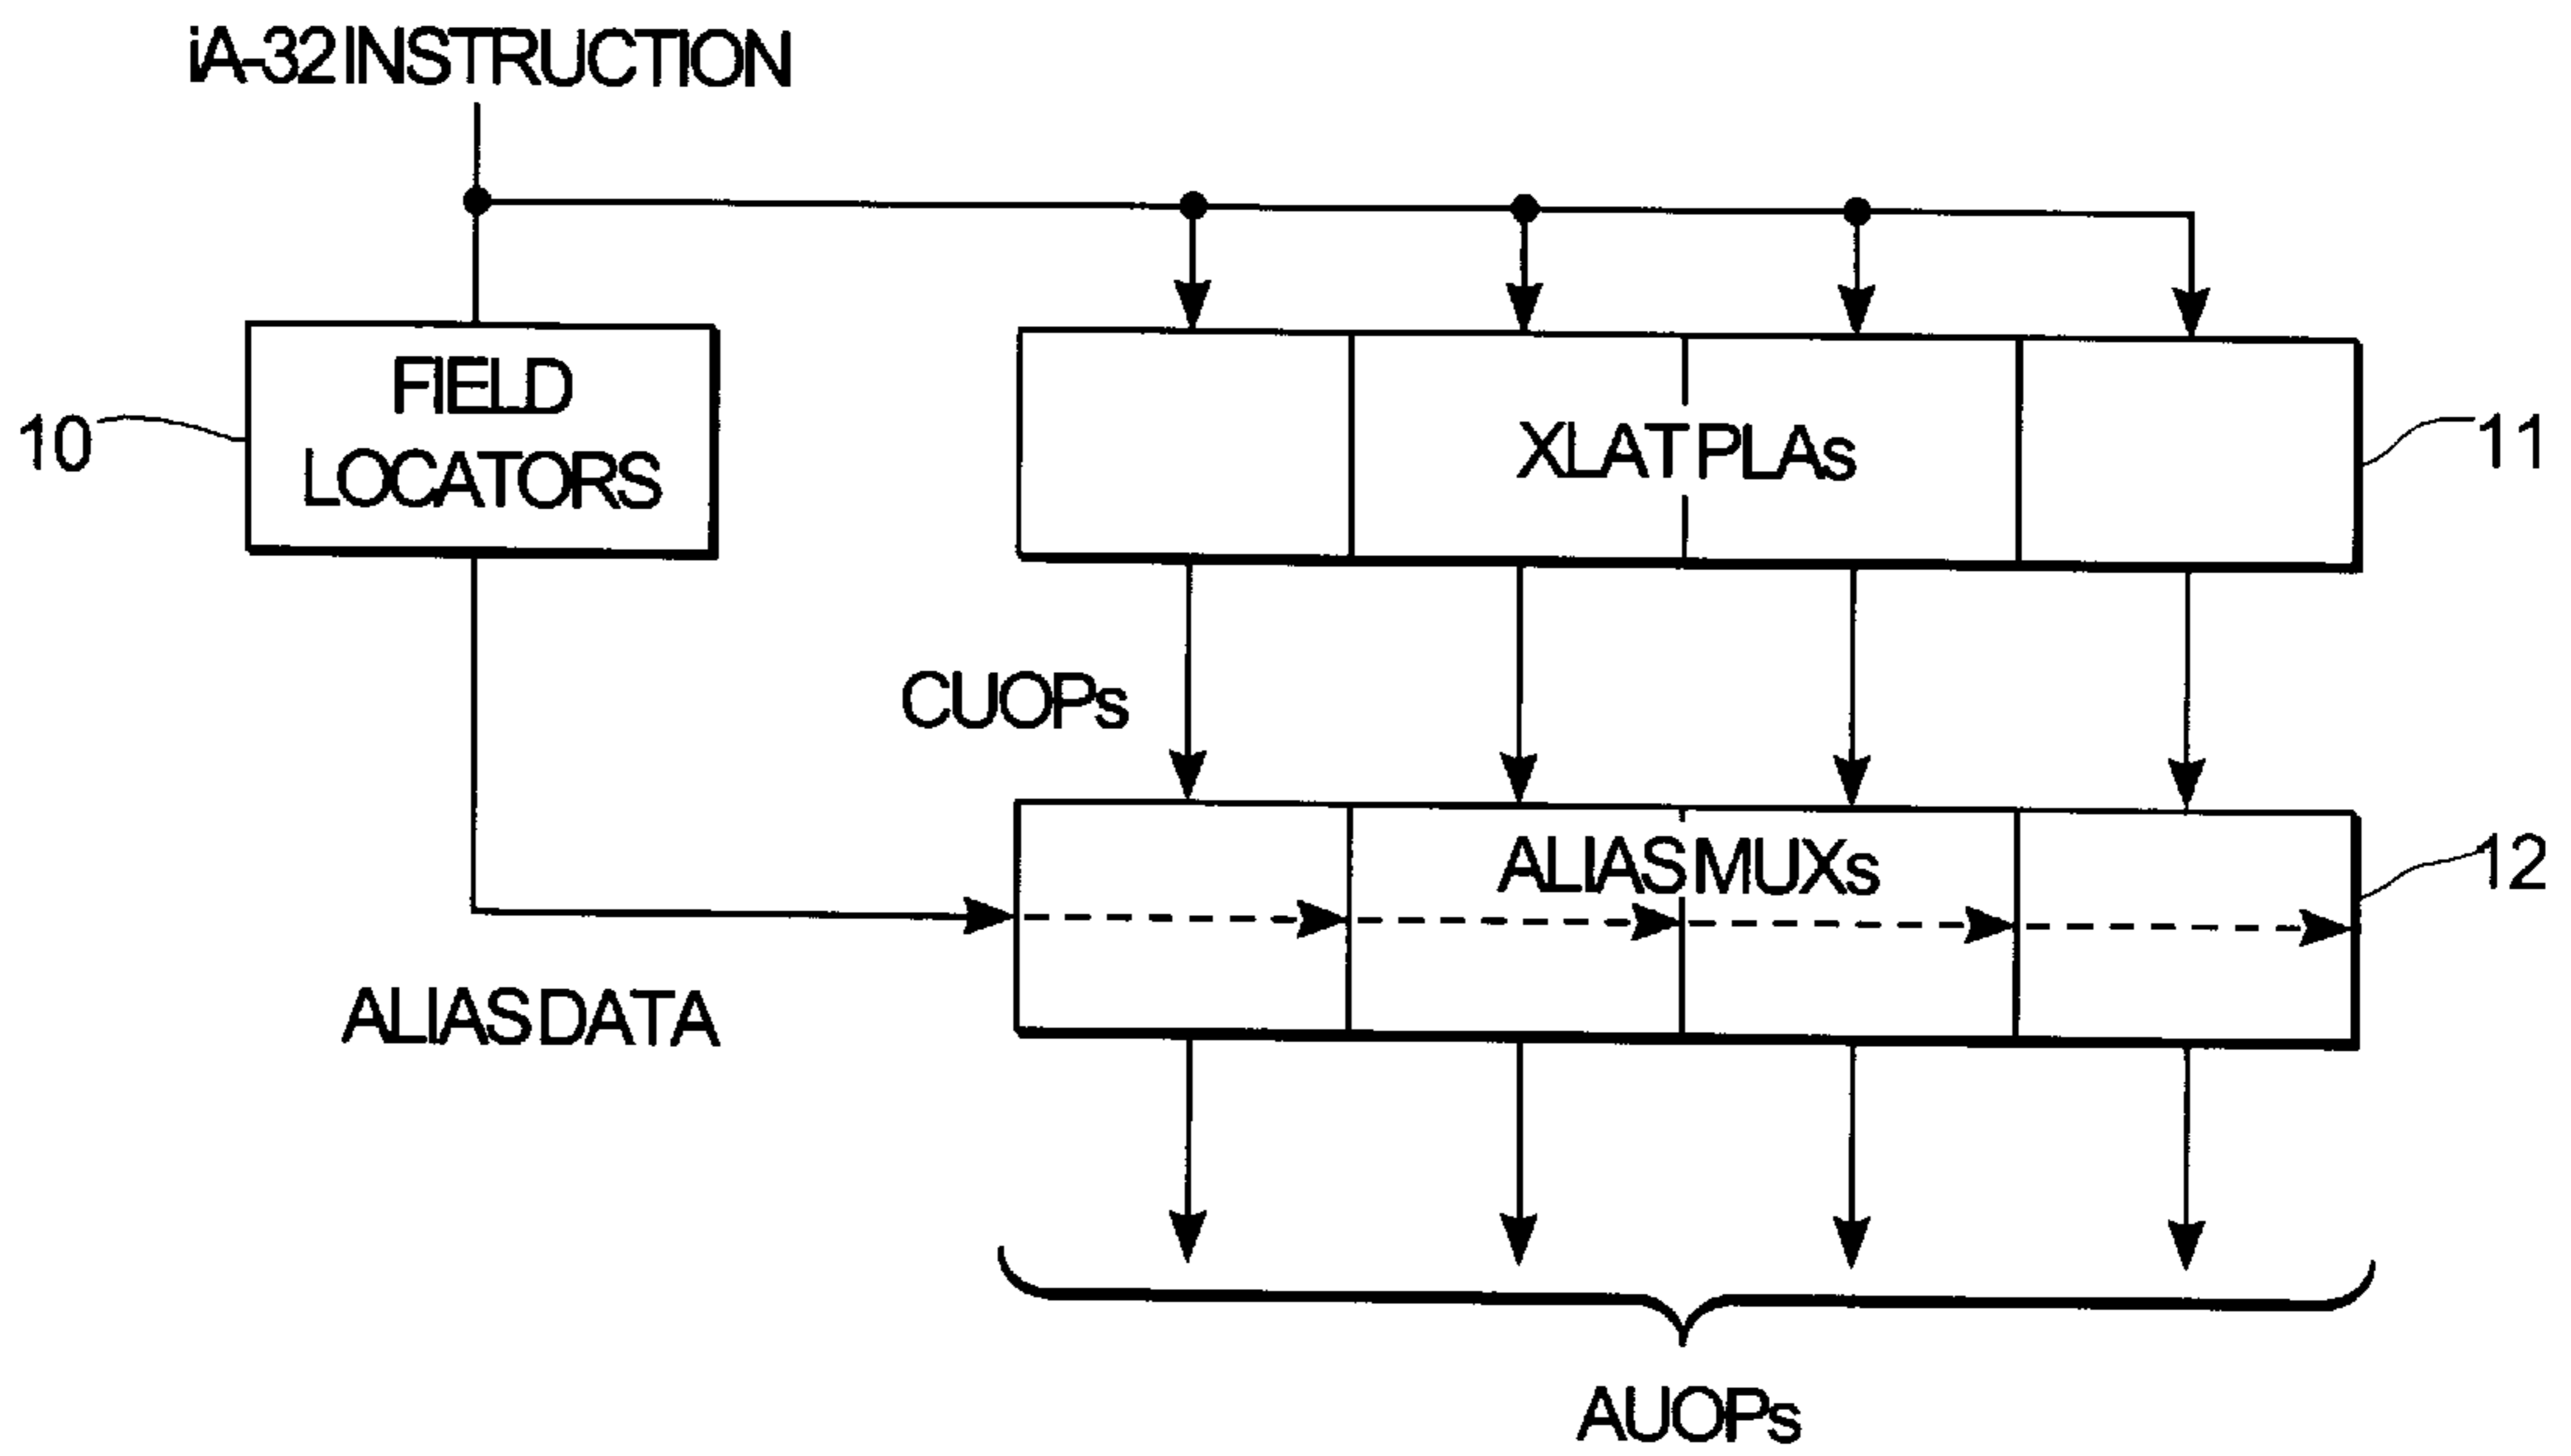 iA-32 INSTRUCTION
FIELD
LOCATORS
10
XLAT PLAs
11
CUOPs
ALIAS MUXs
12
ALIAS DATA
AUOPs